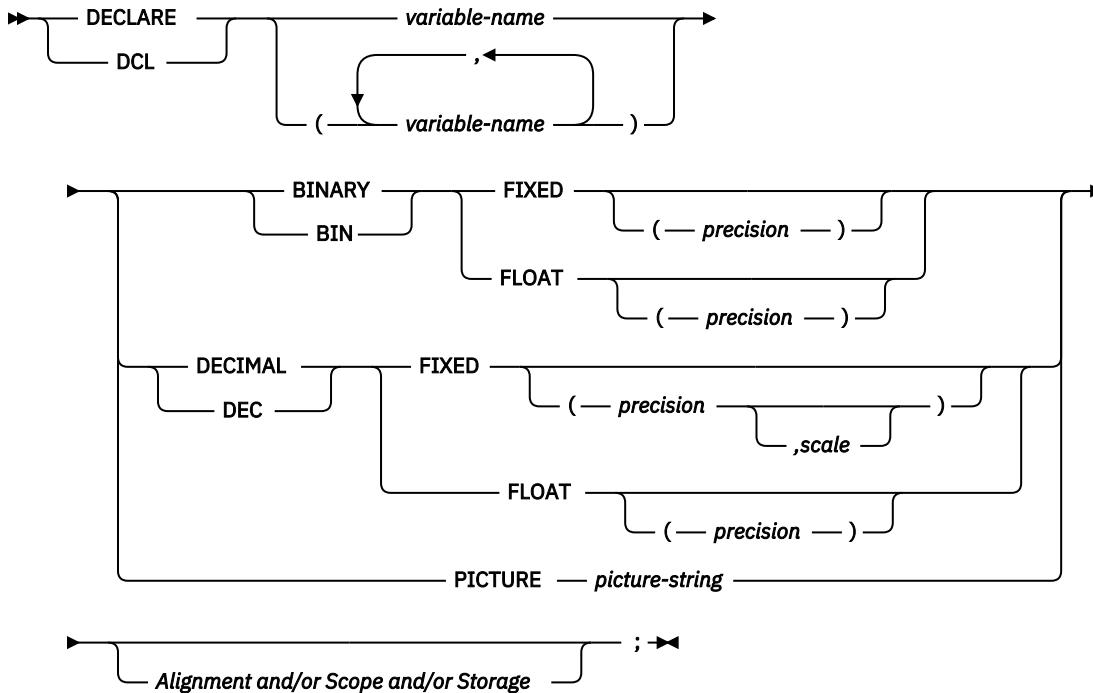 DECLARE variable-name
DCL
,
( variable-name )
BINARY FIXED
BIN ( precision )
FLOAT
( precision )
DECIMAL FIXED
DEC ( precision )
,scale
FLOAT
( precision )
PICTURE picture-string
;
Alignment and/or Scope and/or Storage